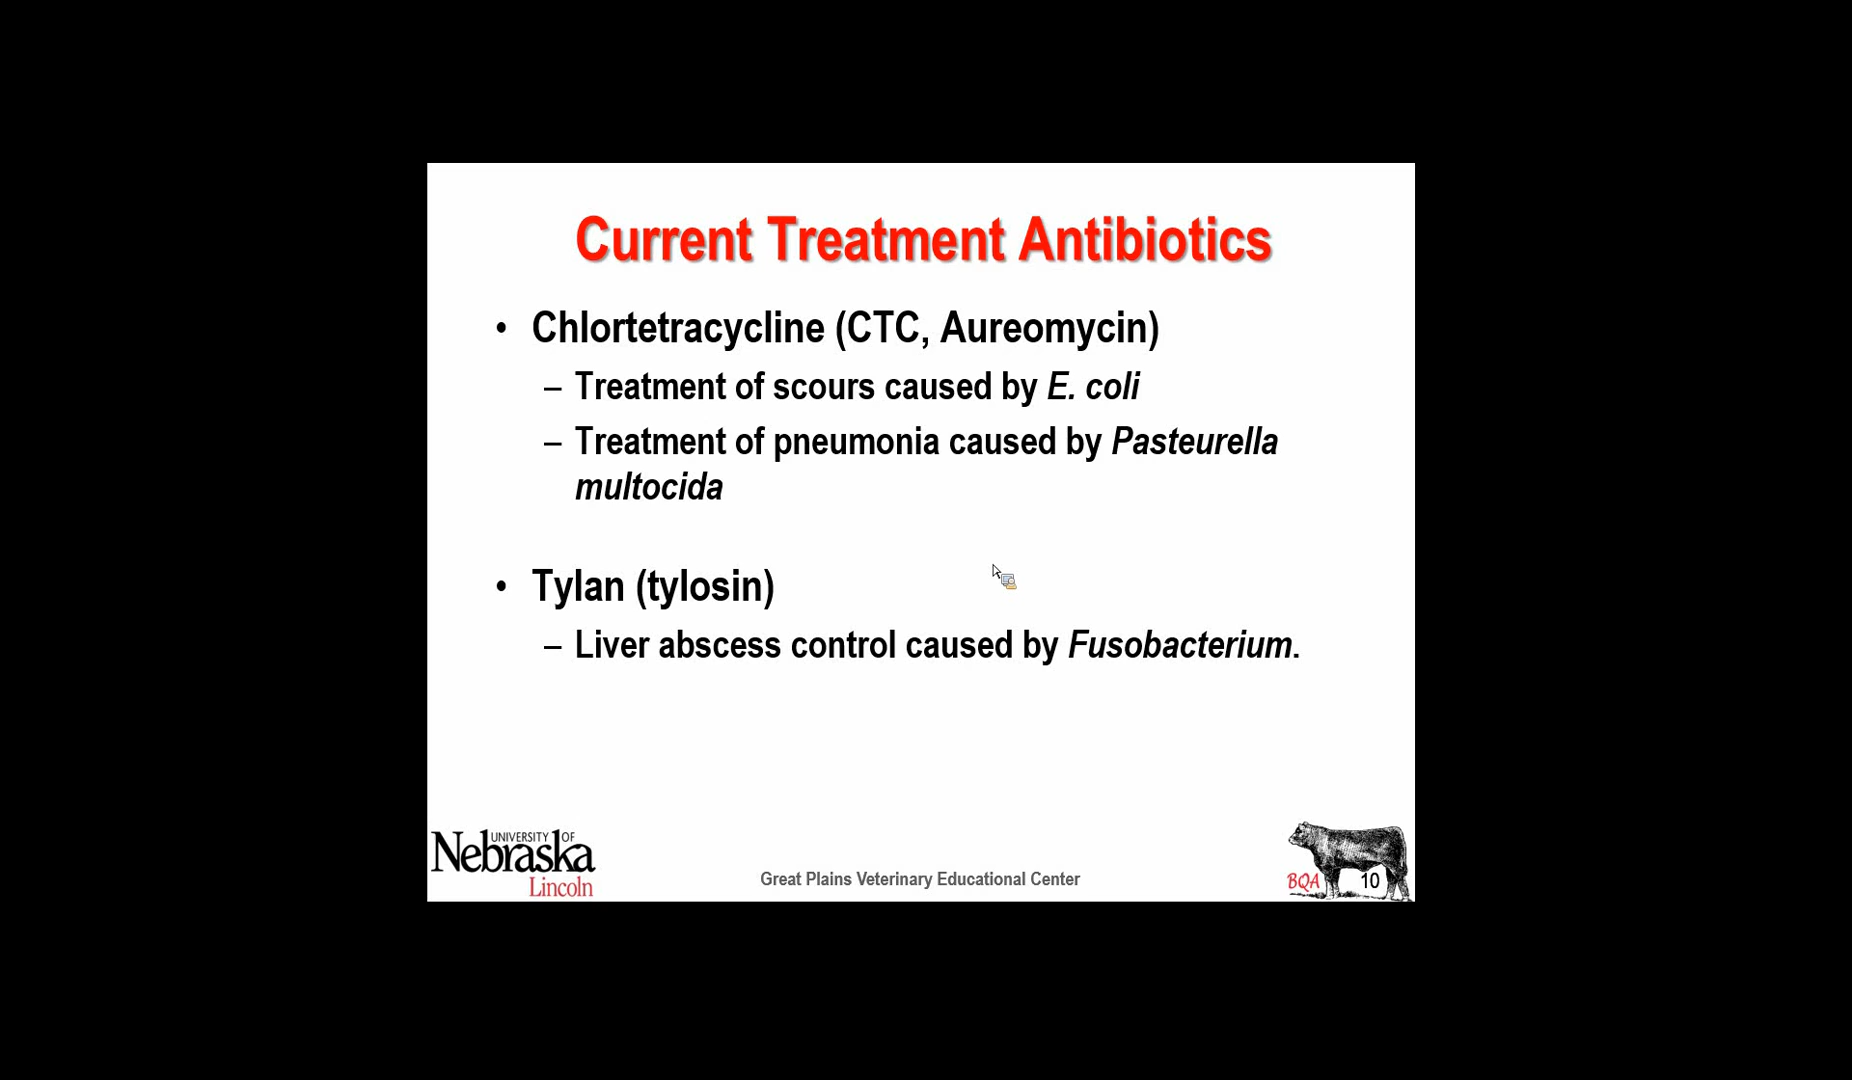 Current Treatment Antibiotics
• Chlortetracycline (CTC, Aureomycin)
– Treatment of scours caused by E. coli
– Treatment of pneumonia caused by Pasteurella
multocida
• Tylan (tylosin)
– Liver abscess control caused by Fusobacterium.
UNIVERSITY OF
Nebraska
Lincoln
Great Plains Veterinary Educational Center
BQA 10